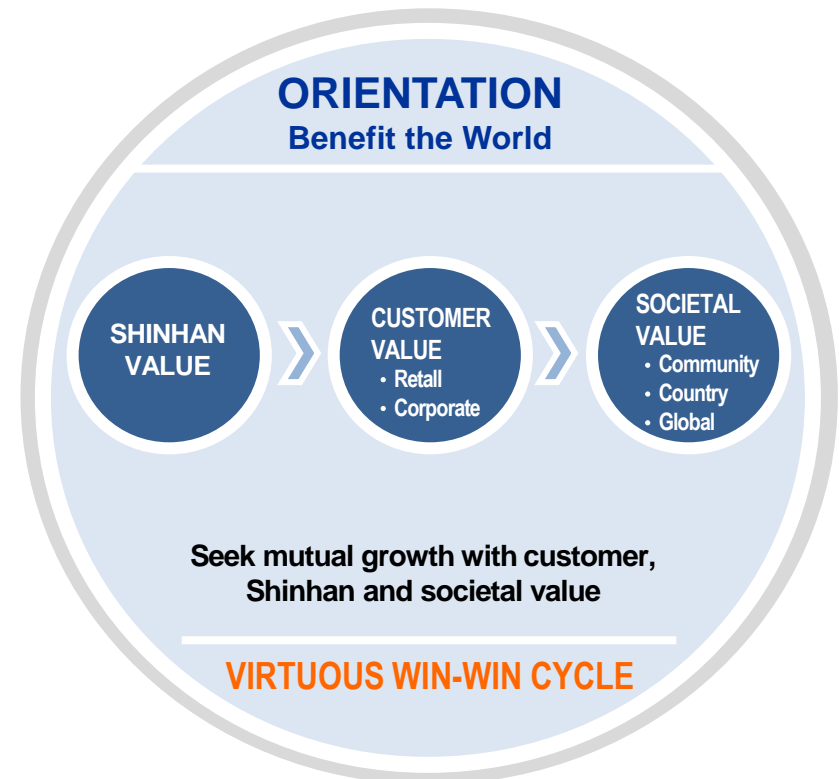 ORIENTATION
Benefit the World
SHINHAN
VALUE
CUSTOMER
VALUE
• Retall
• Corporate
SOCIETAL
VALUE
• Community
• Country
• Global
Seek mutual growth with customer,
Shinhan and societal value
VIRTUOUS WIN-WIN CYCLE